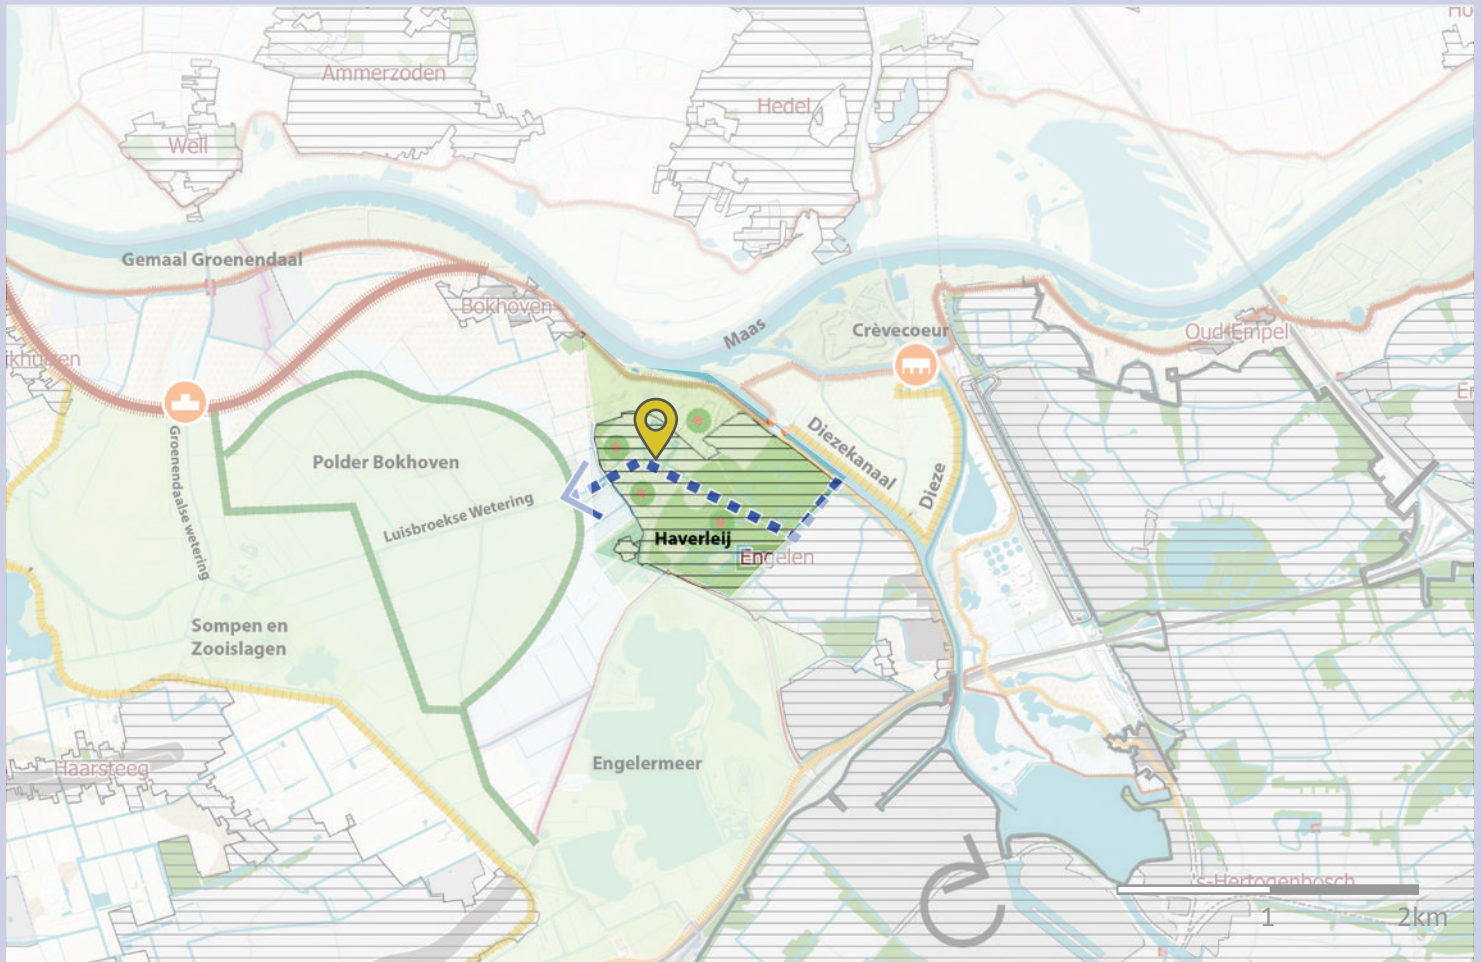 Ammerzoden
Hedel
Well
Gemaal Groenendaal
Bokhoven
Maas
Crèvecoeur
Oud Empel
Diezekanaal
Dieze
Groenendaalse wetering
Polder Bokhoven
Luisbroekse Wetering
Haverleij
Engelen
Sompen en
Zooislagen
Engelermeer
Haarsteeg
's-Hertogenbosch
1
2km